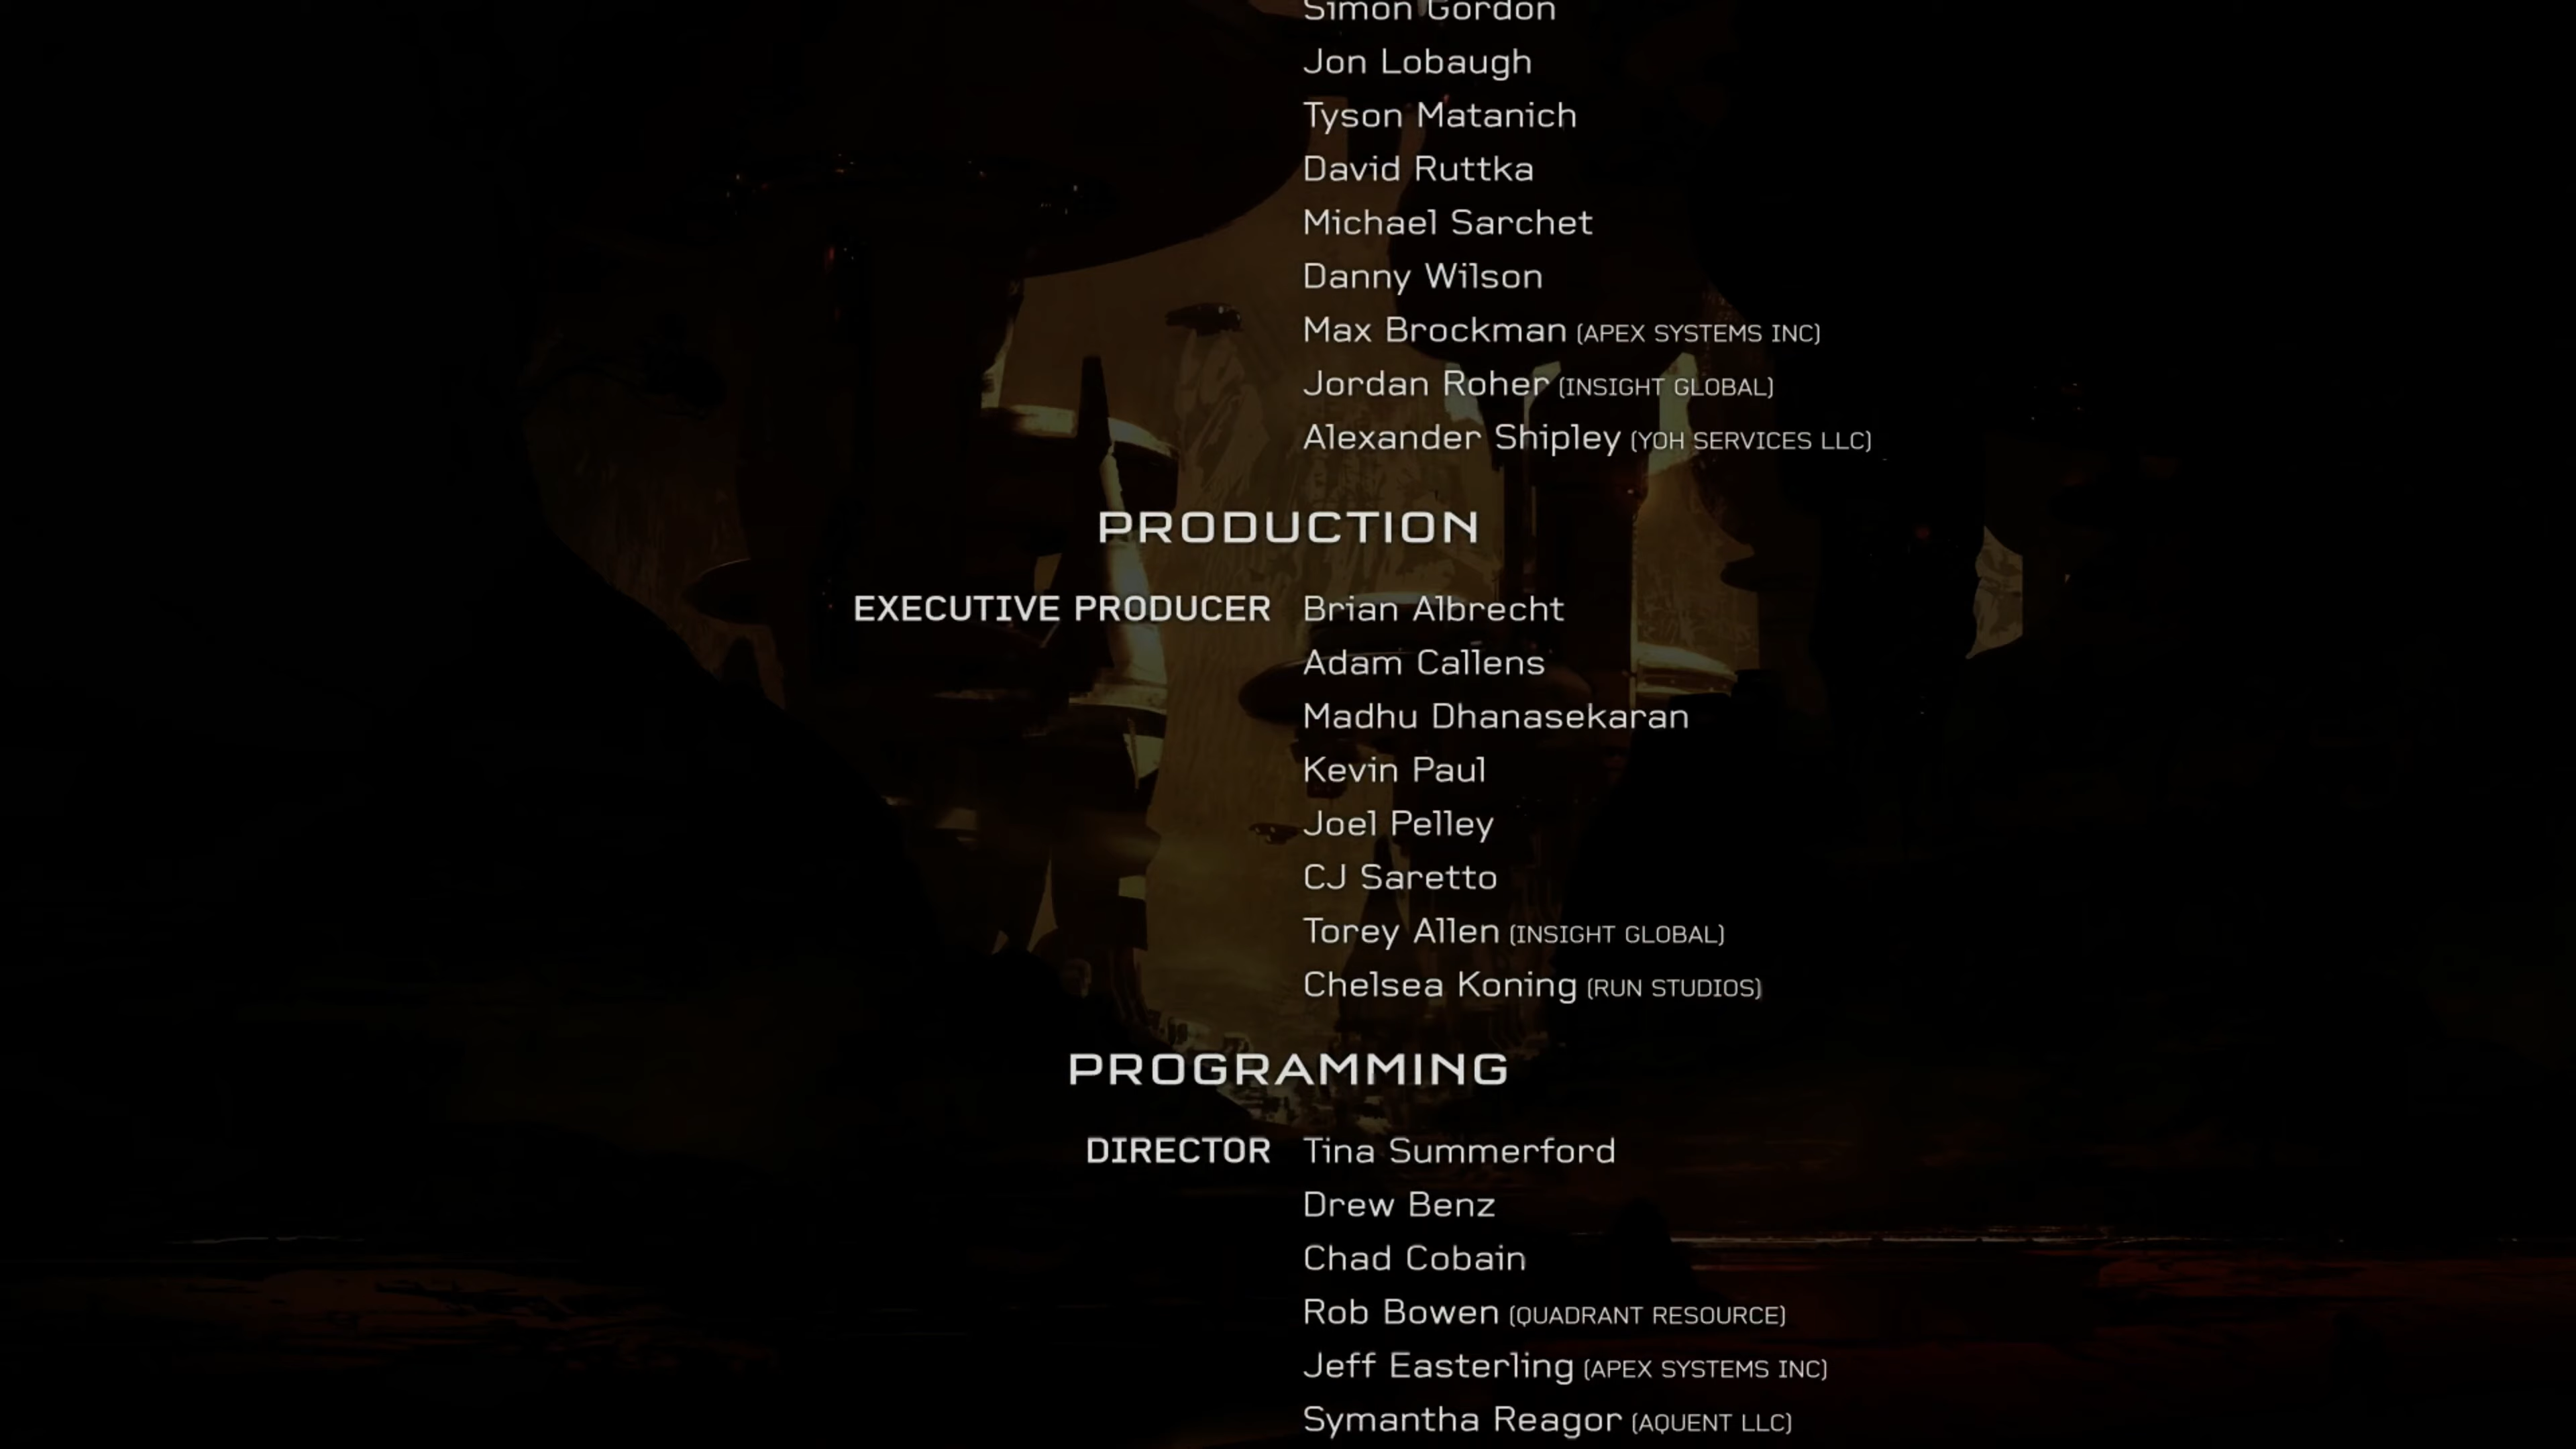 Simon Gordon
Jon Lobaugh
Tyson Matanich
David Ruttka
Michael Sarchet
Danny Wilson
Max Brockman (APEX SYSTEMS INC)
Jordan Roher (INSIGHT GLOBAL)
Alexander Shipley (YOH SERVICES LLC)
PRODUCTION
EXECUTIVE PRODUCER Brian Albrecht
Adam Callens
Madhu Dhanasekaran
Kevin Paul
Joel Pelley
CJ Saretto
Torey Allen (INSIGHT GLOBAL)
Chelsea Koning (RUN STUDIOS)
PROGRAMMING
DIRECTOR Tina Summerford
Drew Benz
Chad Cobain
Rob Bowen (QUADRANT RESOURCE)
Jeff Easterling (APEX SYSTEMS INC)
Symantha Reagor (AQUENT LLC)